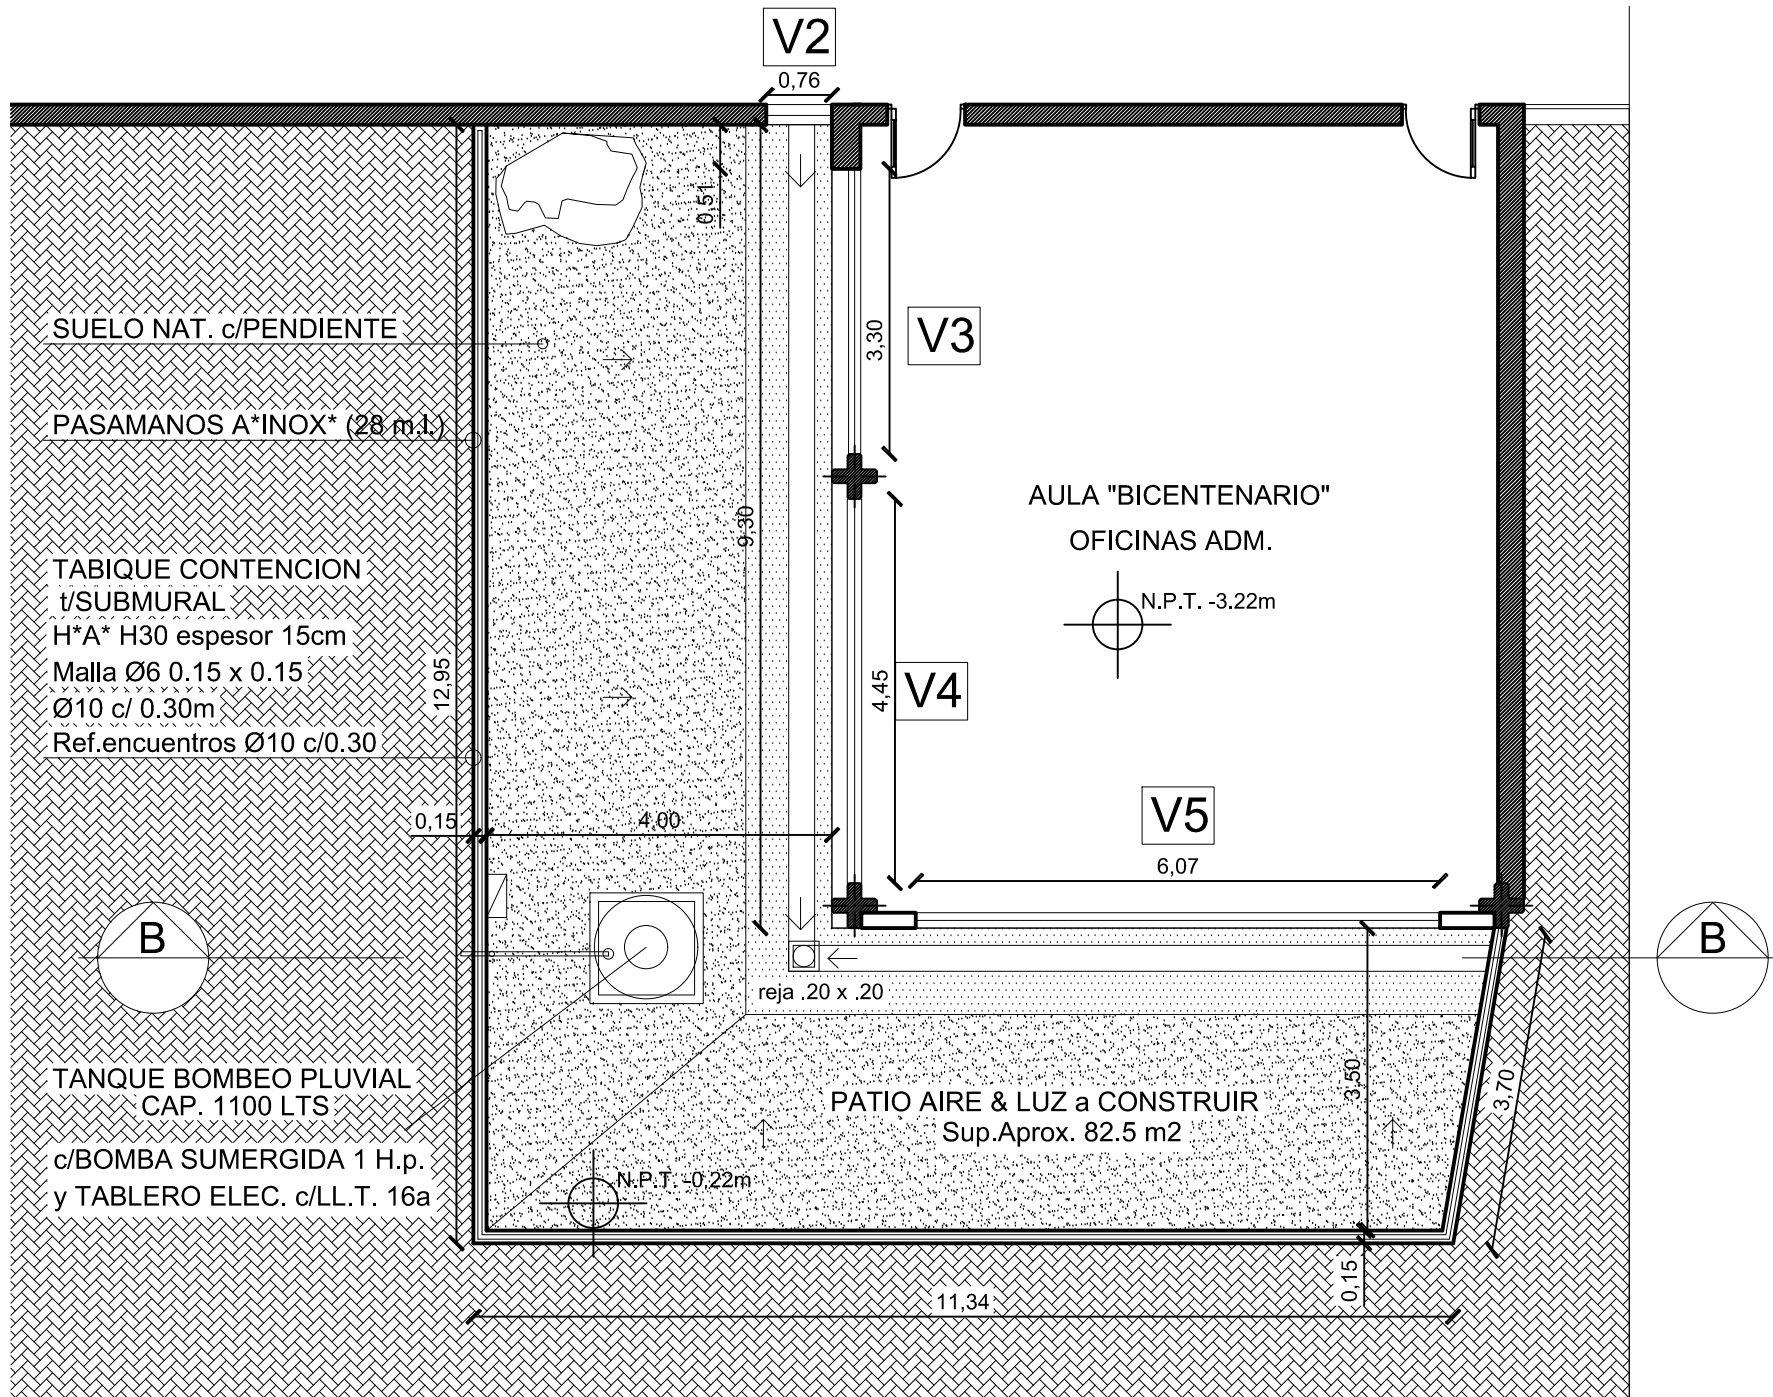 V2
0,76
0.51
SUELO NAT. c/PENDIENTE
V3
3,30
PASAMANOS A*INOX* (28 m.l.)
AULA "BICENTENARIO"
OFICINAS ADM.
9,30
TABIQUE CONTENCION
t/SUBMURAL
H*A* H30 espesor 15cm
Malla Ø6 0.15 x 0.15
Ø10 c/ 0.30m
Ref.encuentros Ø10 c/0.30
N.P.T. -3.22m
12,95
4,45
V4
V5
0,15
4,00
6,07
B
B
reja .20 x .20
TANQUE BOMBEO PLUVIAL
CAP. 1100 LTS
c/BOMBA SUMERGIDA 1 H.p.
y TABLERO ELEC. c/LL.T. 16a
PATIO AIRE & LUZ a CONSTRUIR
Sup.Aprox. 82.5 m2
3,50
3,70
N.P.T. -0,22m
0,15
11,34